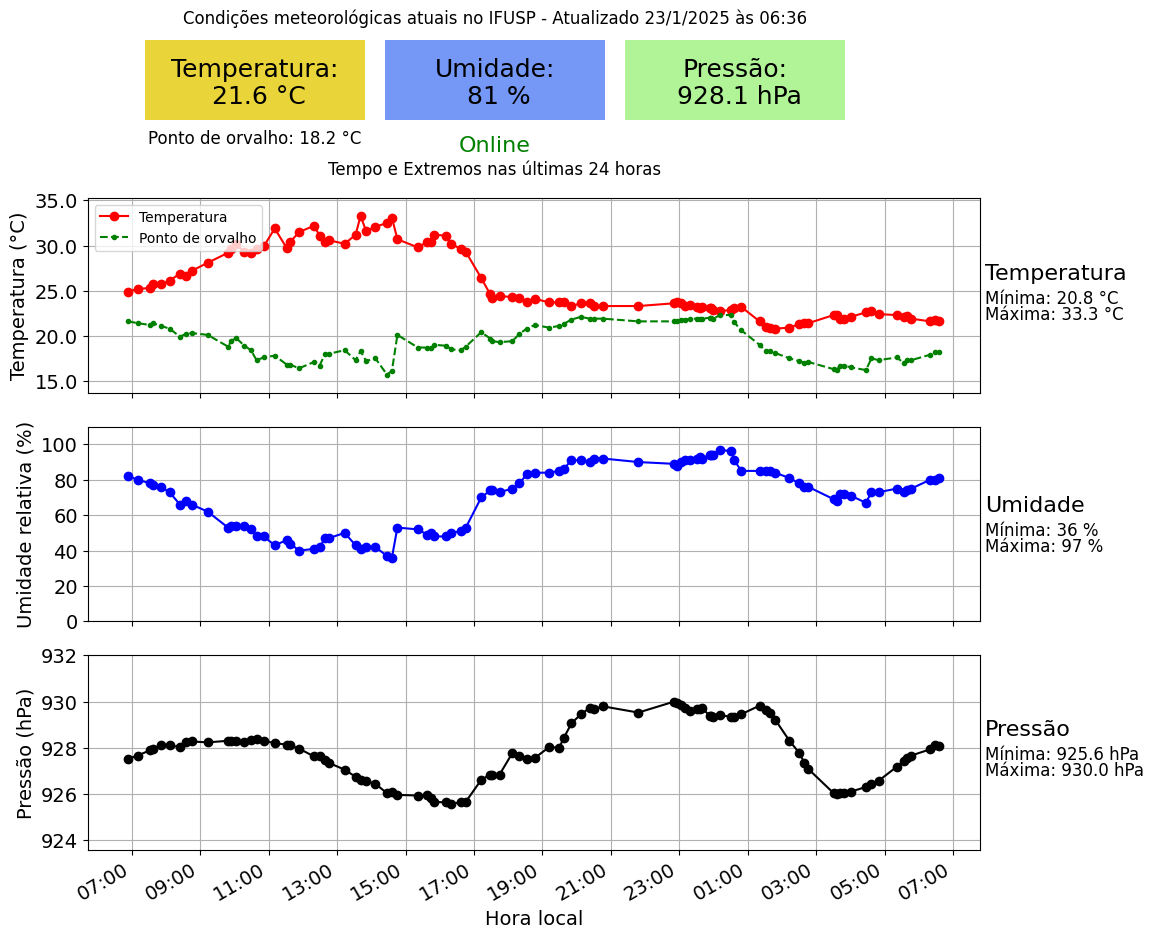 Condições meteorológicas atuais no IFUSP - Atualizado 23/1/2025 às 06:36
Temperatura:
21.6 °C
Umidade:
81 %
Pressão:
928.1 hPa
Ponto de orvalho: 18.2 °C
Online
Tempo e Extremos nas últimas 24 horas
Temperatura (°C)
35.0
30.0
25.0
20.0
15.0
Temperatura
Ponto de orvalho
Temperatura
Mínima: 20.8 °C
Máxima: 33.3 °C
Umidade relativa (%)
100
80
60
40
20
0
Umidade
Mínima: 36 %
Máxima: 97 %
Pressão (hPa)
932
930
928
926
924
Pressão
Mínima: 925.6 hPa
Máxima: 930.0 hPa
07:00 09:00 11:00 13:00 15:00 17:00 19:00 21:00 23:00 01:00 03:00 05:00 07:00
Hora local